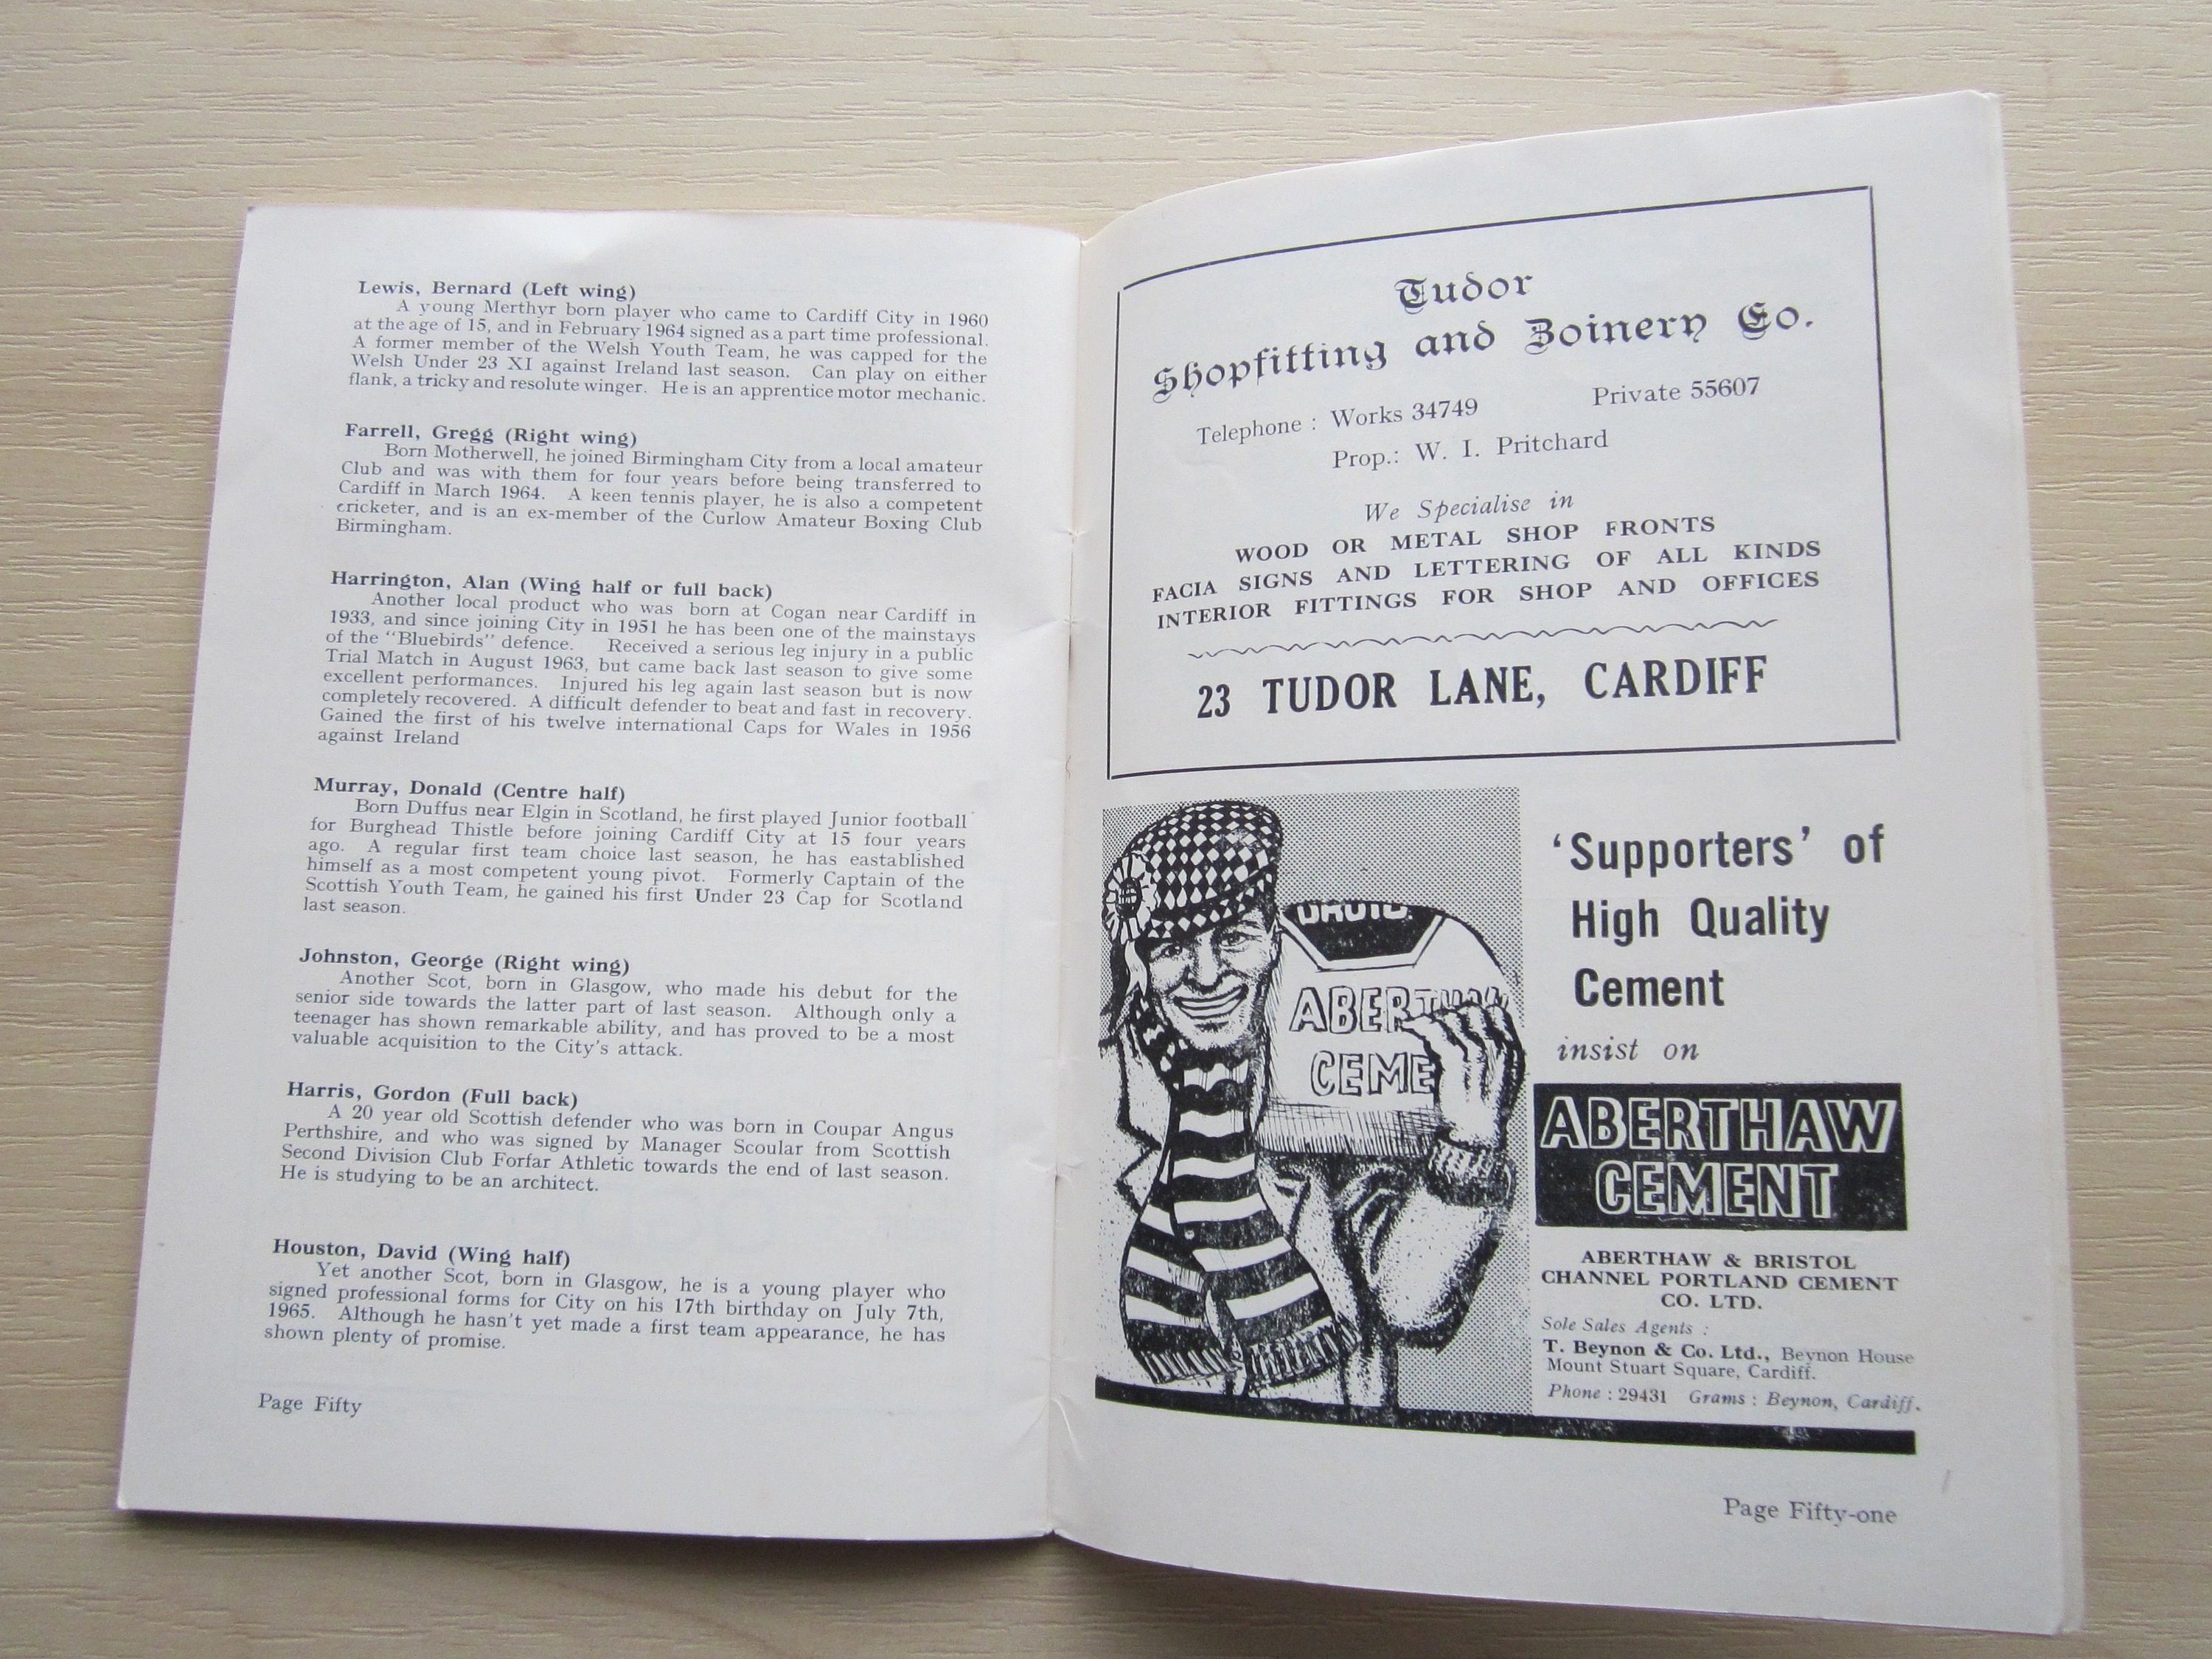 Lewis, Bernard (Left wing)
A young Merthyr born player who came to Cardiff City in 1960
at the age of 15, and in February 1964 signed as a part time professional.
A former member of the Welsh Youth Team, he was capped for the
Welsh Under 23 XI against Ireland last season. Can play on either
flank, a tricky and resolute winger. He is an apprentice motor mechanic.
Farrell, Gregg (Right wing)
Born Motherwell, he joined Birmingham City from a local amateur
Club and was with them for four years before being transferred to
Cardiff in March 1964. A keen tennis player, he is also a competent
cricketer, and is an ex-member of the Curlow Amateur Boxing Club
Birmingham.
Harrington, Alan (Wing half or full back)
Another local product who was born at Cogan near Cardiff in
1933, and since joining City in 1951 he has been one of the mainstays
of the "Bluebirds" defence. Received a serious leg injury in a public
Trial Match in August 1963, but came back last season to give some
excellent performances. Injured his leg again last season but is now
completely recovered. A difficult defender to beat and fast in recovery.
Gained the first of his twelve international Caps for Wales in 1956
against Ireland
Murray, Donald (Centre half)
Born Duffus near Elgin in Scotland, he first played Junior football
for Burghead Thistle before joining Cardiff City at 15 four years
ago. A regular first team choice last season, he has eastablished
himself as a most competent young pivot. Formerly Captain of the
Scottish Youth Team, he gained his first Under 23 Cap for Scotland
last season.
Johnston, George (Right wing)
Another Scot, born in Glasgow, who made his debut for the
senior side towards the latter part of last season. Although only a
teenager has shown remarkable ability, and has proved to be a most
valuable acquisition to the City's attack.
Harris, Gordon (Full back)
A 20 year old Scottish defender who was born in Coupar Angus
Perthshire, and who was signed by Manager Scoular from Scottish
Second Division Club Forfar Athletic towards the end of last season.
He is studying to be an architect.
Houston, David (Wing half)
Yet another Scot, born in Glasgow, he is a young player who
signed professional forms for City on his 17th birthday on July 7th,
1965. Although he hasn't yet made a first team appearance, he has
shown plenty of promise.
Page Fifty
Tudor
Shopfitting and Joinery Co.
Telephone : Works 34749 Private 55607
Prop.: W. I. Pritchard
We Specialise in
WOOD OR METAL SHOP FRONTS
FACIA SIGNS AND LETTERING OF ALL KINDS
INTERIOR FITTINGS FOR SHOP AND OFFICES
23 TUDOR LANE, CARDIFF
ABERTHAW
CEME
'Supporters' of
High Quality
Cement
insist on
ABERTHAW
CEMENT
ABERTHAW & BRISTOL
CHANNEL PORTLAND CEMENT
CO. LTD.
Sole Sales Agents :
T. Beynon & Co. Ltd., Beynon House
Mount Stuart Square, Cardiff.
Phone : 29431 Grams : Beynon, Cardiff.
Page Fifty-one